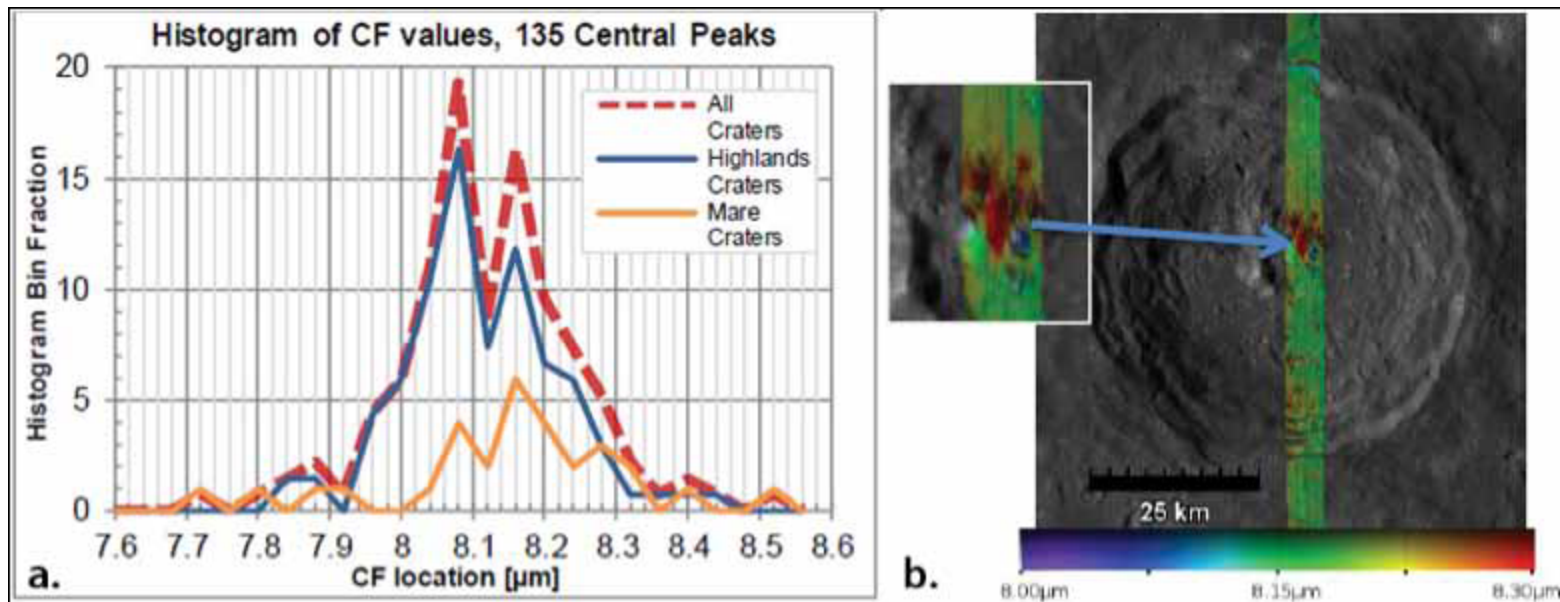 Histogram of CF values, 135 Central Peaks
Histogram Bin Fraction
20
15
10
5
0
7.6 7.7 7.8 7.9 8 8.1 8.2 8.3 8.4 8.5 8.6
CF location [µm]
All
Craters
Highlands
Craters
Mare
Craters
a.
25 km
b.
8.00µm 8.15µm 8.30µm